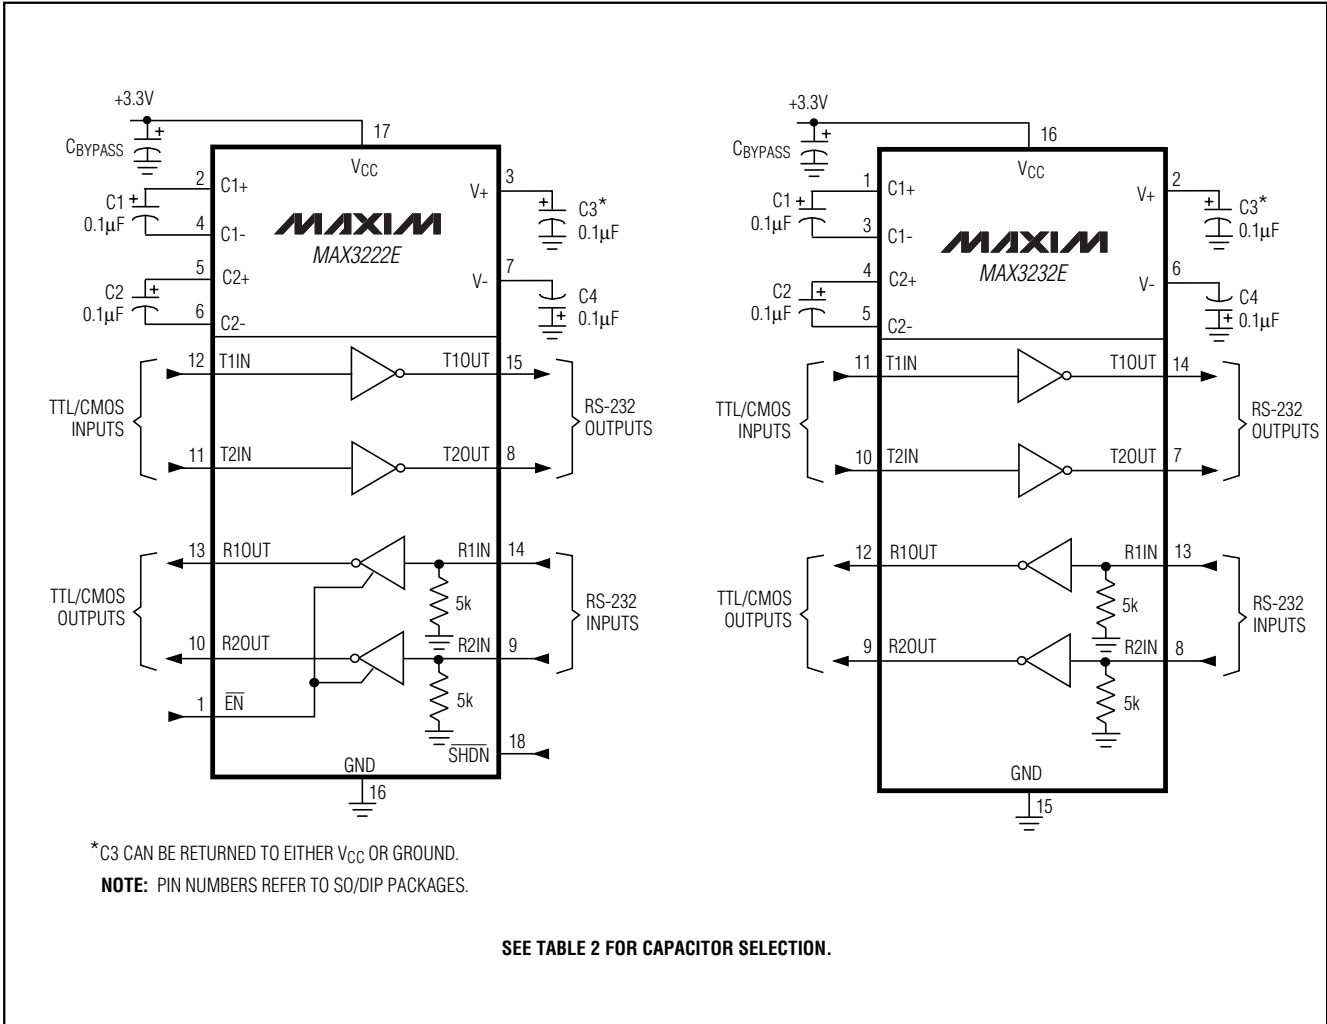 +3.3V
CBYPASS
17
VCC
2
C1+
C1
0.1µF
4
C1-
5
C2+
C2
0.1µF
6
C2-
MAXIM
MAX3222E
3
V+
C3*
0.1µF
7
V-
C4
0.1µF
12
T1IN
T1OUT
15
TTL/CMOS
INPUTS
RS-232
OUTPUTS
11
T2IN
T2OUT
8
13
R1OUT
R1IN
14
5k
TTL/CMOS
OUTPUTS
RS-232
INPUTS
10
R2OUT
R2IN
9
5k
1
EN
SHDN
18
GND
16
+3.3V
CBYPASS
16
VCC
1
C1+
C1
0.1µF
3
C1-
4
C2+
C2
0.1µF
5
C2-
MAXIM
MAX3232E
2
V+
C3*
0.1µF
6
V-
C4
0.1µF
11
T1IN
T1OUT
14
TTL/CMOS
INPUTS
RS-232
OUTPUTS
10
T2IN
T2OUT
7
12
R1OUT
R1IN
13
5k
TTL/CMOS
OUTPUTS
RS-232
INPUTS
9
R2OUT
R2IN
8
5k
GND
15
*C3 CAN BE RETURNED TO EITHER VCC OR GROUND.
NOTE: PIN NUMBERS REFER TO SO/DIP PACKAGES.
SEE TABLE 2 FOR CAPACITOR SELECTION.